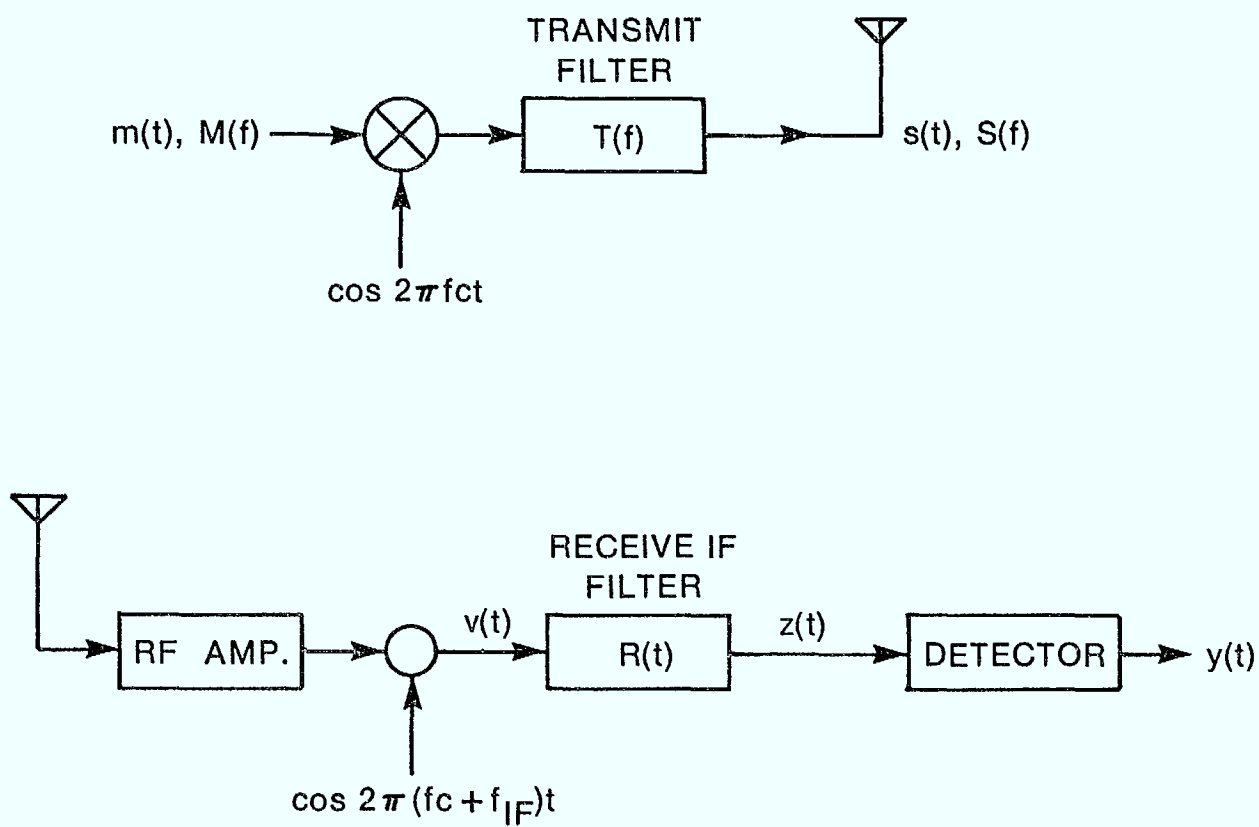 TRANSMIT
FILTER
m(t), M(f)
T(f)
s(t), S(f)
cos 2πfct
RECEIVE IF
FILTER
RF AMP.
v(t)
R(t)
z(t)
DETECTOR
y(t)
cos 2π(fc + fIF)t